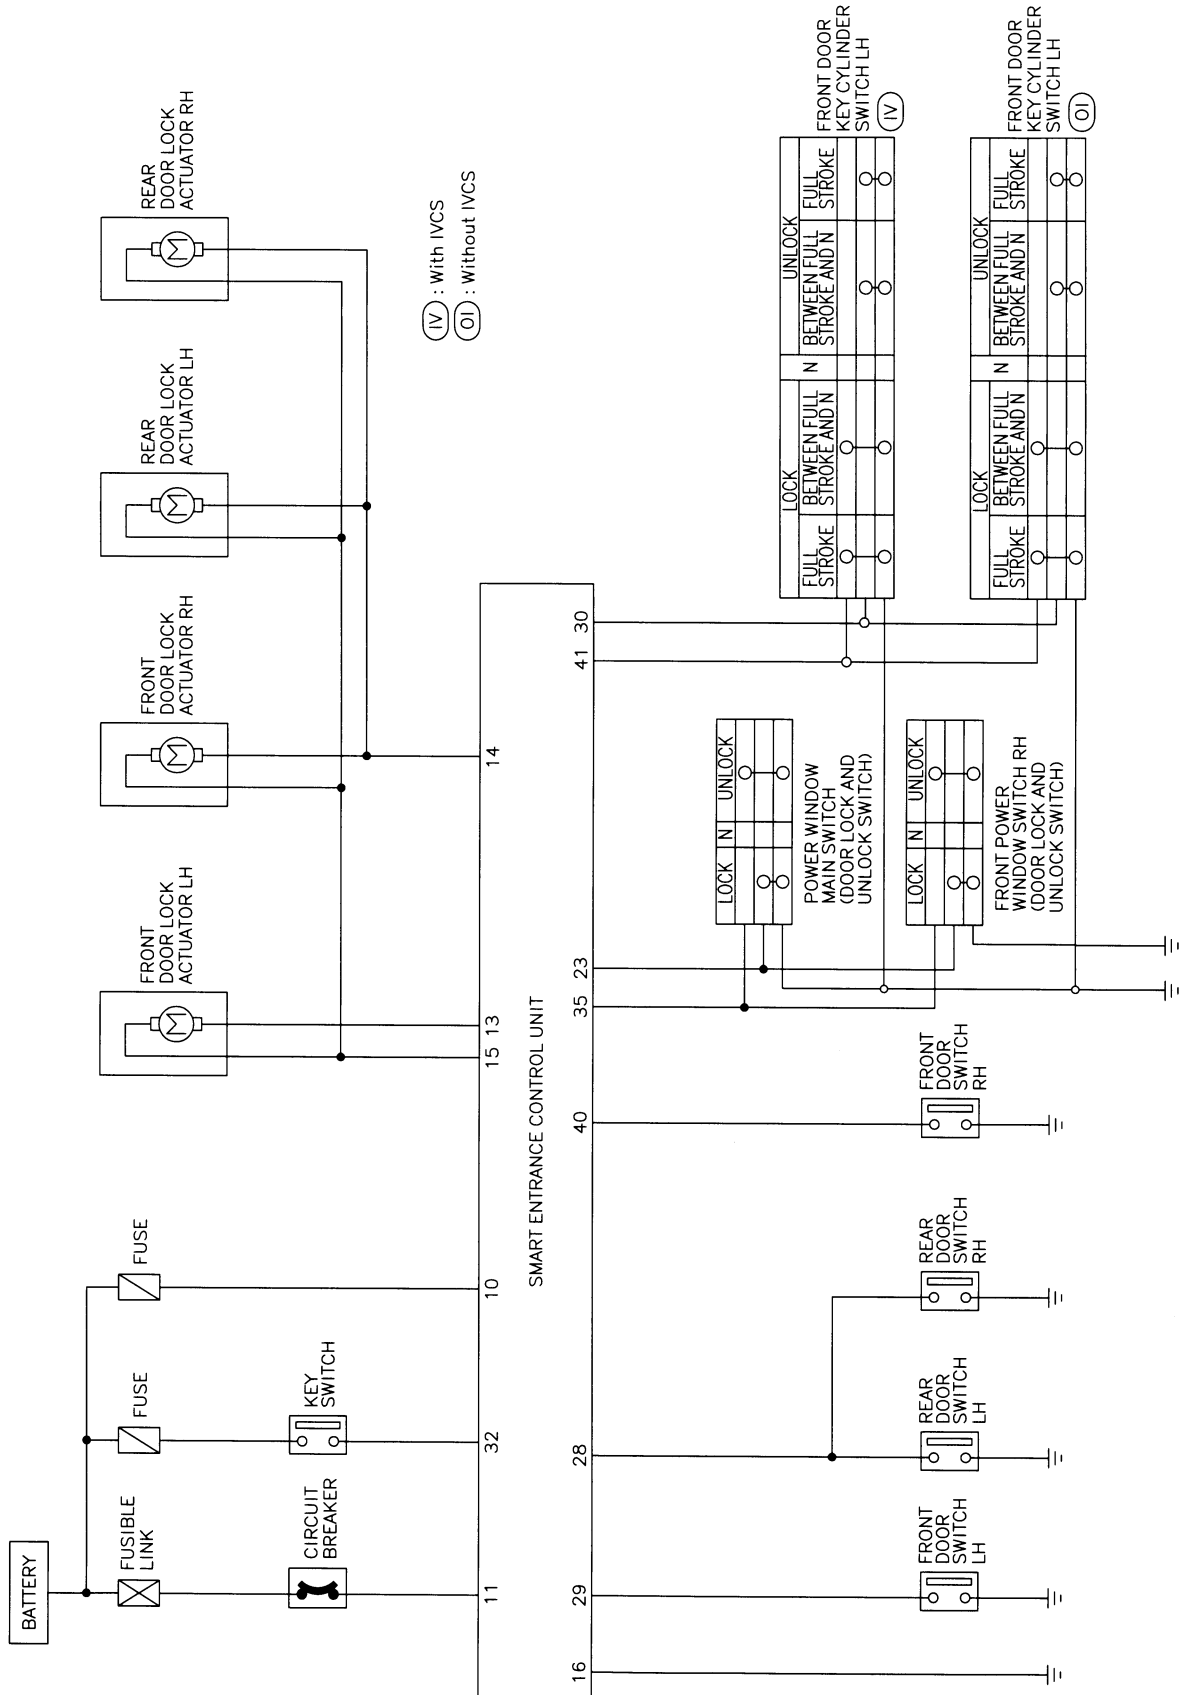 BATTERY
FUSIBLE
LINK
FUSE
FUSE
CIRCUIT
BREAKER
KEY
SWITCH
FRONT
DOOR LOCK
ACTUATOR LH
FRONT
DOOR LOCK
ACTUATOR RH
REAR
DOOR LOCK
ACTUATOR LH
REAR
DOOR LOCK
ACTUATOR RH
IV : With IVCS
OI : Without IVCS
11
32
10
15
13
14
SMART ENTRANCE CONTROL UNIT
16
29
28
40
35
23
41
30
FRONT
DOOR
SWITCH
LH
REAR
DOOR
SWITCH
LH
REAR
DOOR
SWITCH
RH
FRONT
DOOR
SWITCH
RH
LOCK N UNLOCK
POWER WINDOW
MAIN SWITCH
(DOOR LOCK AND
UNLOCK SWITCH)
LOCK N UNLOCK
FRONT POWER
WINDOW SWITCH RH
(DOOR LOCK AND
UNLOCK SWITCH)
LOCK N UNLOCK
FULL
STROKE
BETWEEN FULL
STROKE AND N
BETWEEN FULL
STROKE AND N
FULL
STROKE
FRONT DOOR
KEY CYLINDER
SWITCH LH
IV
LOCK N UNLOCK
FULL
STROKE
BETWEEN FULL
STROKE AND N
BETWEEN FULL
STROKE AND N
FULL
STROKE
FRONT DOOR
KEY CYLINDER
SWITCH LH
OI
M
M
M
M